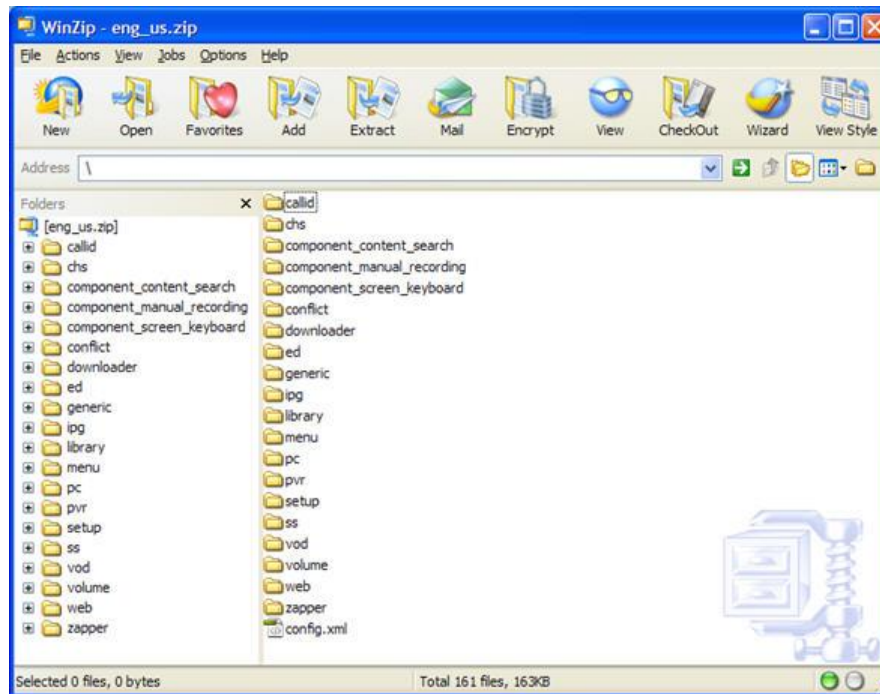 WinZip - eng_us.zip
File Actions View Jobs Options Help
New Open Favorites Add Extract Mail Encrypt View CheckOut Wizard View Style
Address \
Folders
[eng_us.zip]
callid
chs
component_content_search
component_manual_recording
component_screen_keyboard
conflict
downloader
ed
generic
ipg
library
menu
pc
pvr
setup
ss
vod
volume
web
zapper
callid
chs
component_content_search
component_manual_recording
component_screen_keyboard
conflict
downloader
ed
generic
ipg
library
menu
pc
pvr
setup
ss
vod
volume
web
zapper
config.xml
Selected 0 files, 0 bytes
Total 161 files, 163KB